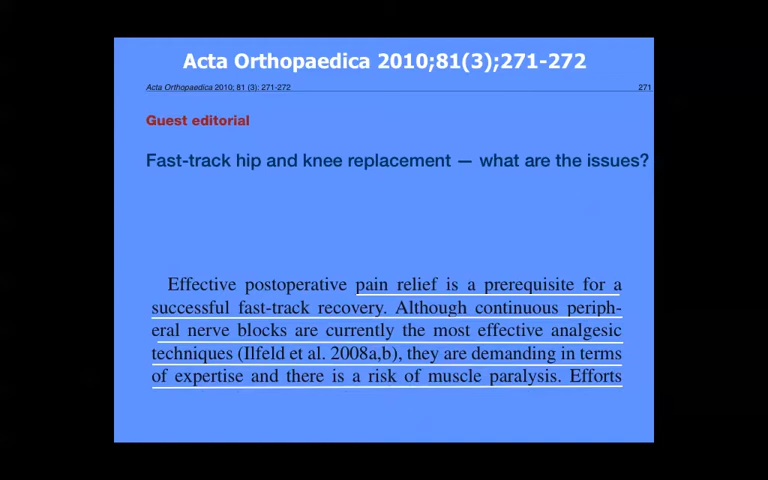 Acta Orthopaedica 2010;81(3);271-272
Acta Orthopaedica 2010; 81 (3): 271-272 271
Guest editorial
Fast-track hip and knee replacement — what are the issues?
Effective postoperative pain relief is a prerequisite for a
successful fast-track recovery. Although continuous periph-
eral nerve blocks are currently the most effective analgesic
techniques (Ilfeld et al. 2008a,b), they are demanding in terms
of expertise and there is a risk of muscle paralysis. Efforts